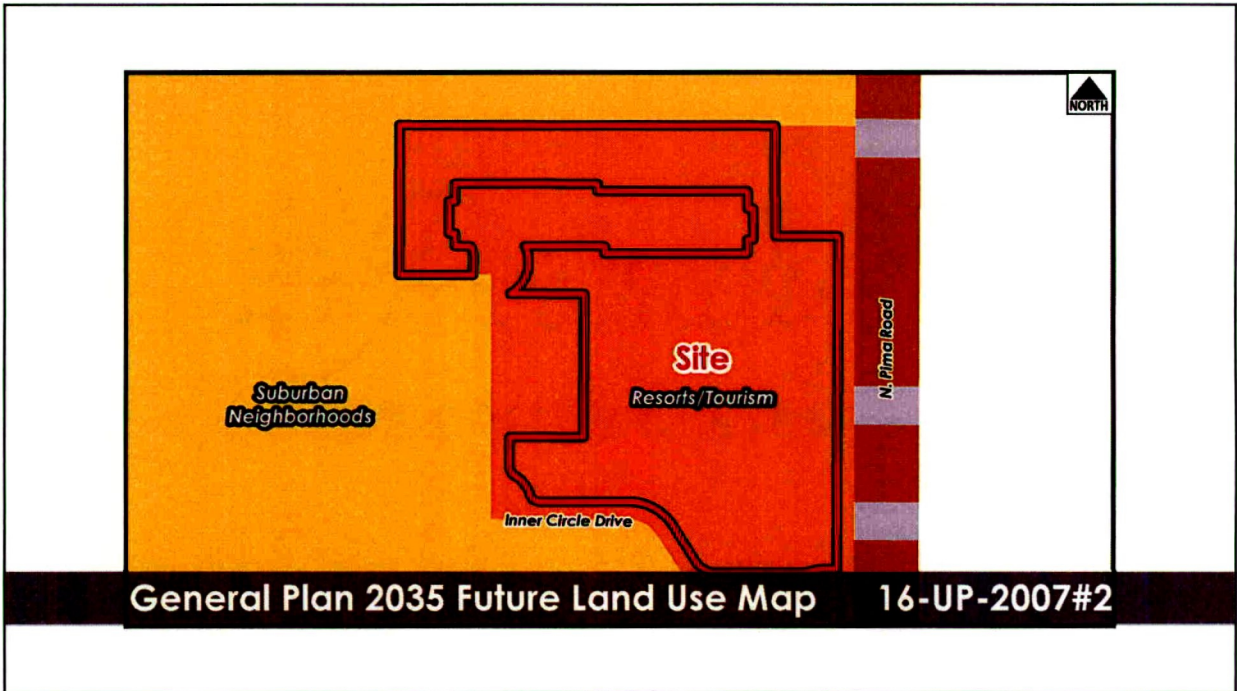 NORTH
N. Pima Road
Site
Resorts/Tourism
Suburban
Neighborhoods
Inner Circle Drive
General Plan 2035 Future Land Use Map 16-UP-2007#2